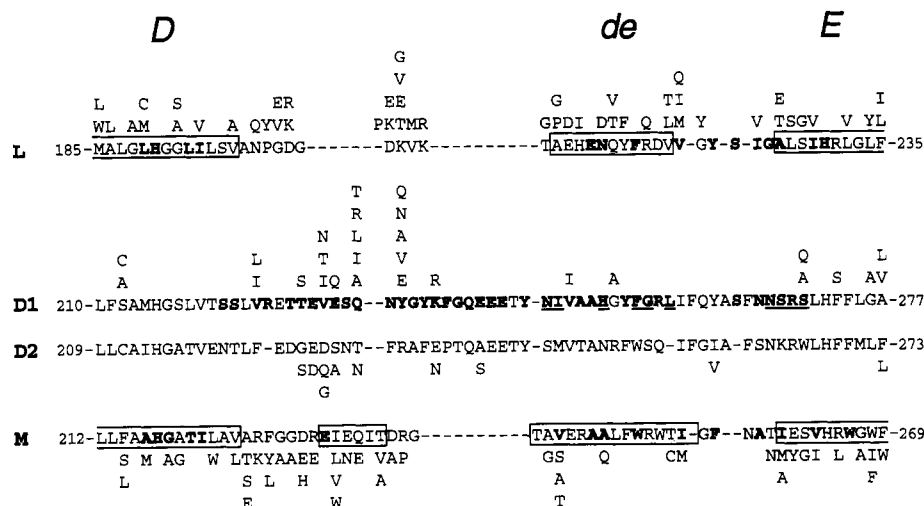 D de E
G
V Q
L C S ER EE G V TI E I
WL AM A V A QYVK PKTMR GPDI DTF Q LM Y V TSGV V YL
L 185-MALGLHGGLILSVANPGDG------DKVK-------TAEHENQYFRDVV-GY-S-IGALSIHRLGLF-235
T Q
R N
N L A Q
C L T I V I A A L
A I S IQ A E R S AV
D1 210-LFSAMHGSLVTSSLVRETTEVESQ--NYGYKFGQEEETY-NIVAAHGYFGRLIFQYASFNNSRSLHFFLGA-277
D2 209-LLCAIHGATVENTLF-EDGEDSNT--FRAFEPTQAEETY-SMVTANRFWSQ-IFGIAFSNKRWLHFFMLF-273
SDQA N N S V L
G
M 212-LLFAAHGATILAVARFGGDREIEQITDRG---------TAVERAALFWRWTI-GF--NATIESVHRWGWF-269
S M AG W LTKYAAEE LNE VAP GS Q CM NMYGI L AIW
L S L H V A A A F
E W T